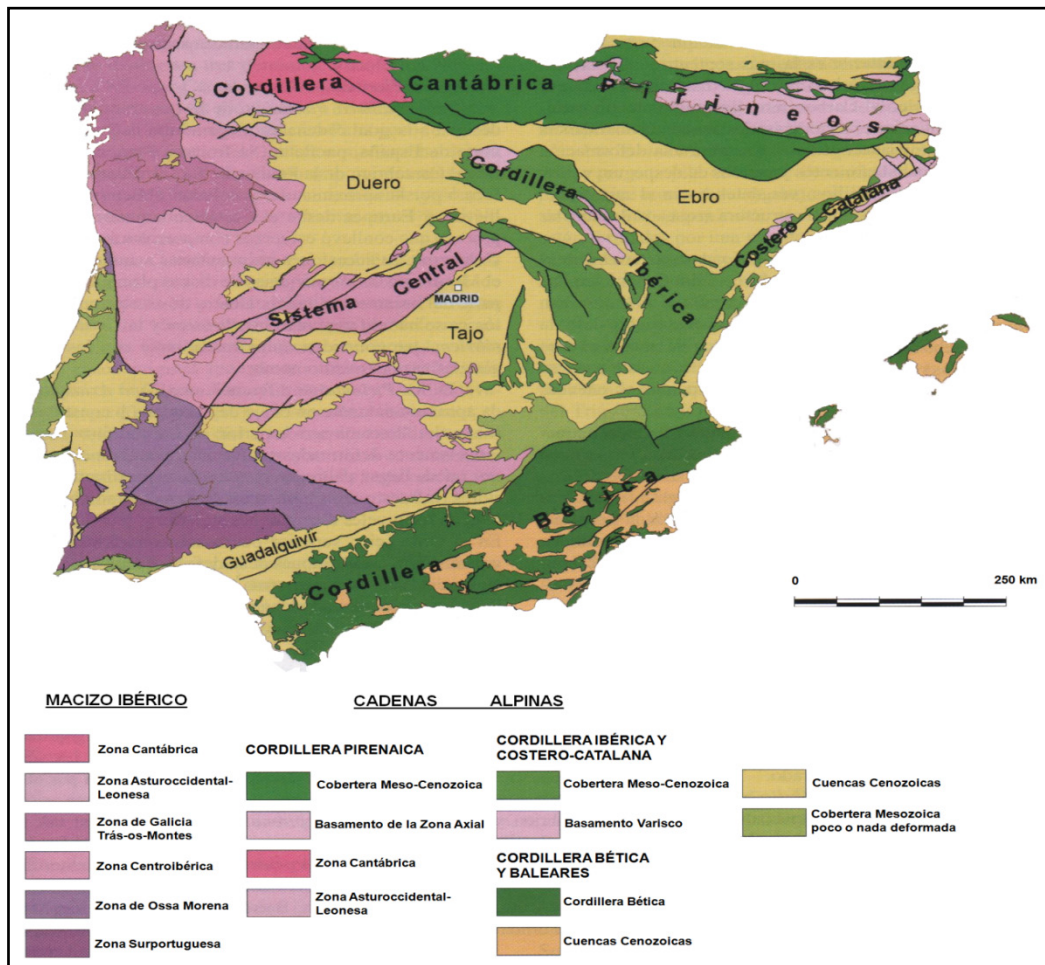 Cordillera Cantábrica
Pirineos
Duero
Cordillera
Ibérica
Ebro
Costero Catalana
Sistema Central
MADRID
Tajo
Guadalquivir
Cordillera Bética
0 250 km
MACIZO IBÉRICO
Zona Cantábrica
Zona Asturoccidental-
Leonesa
Zona de Galicia
Trás-os-Montes
Zona Centroibérica
Zona de Ossa Morena
Zona Surportuguesa
CADENAS ALPINAS
CORDILLERA PIRENAICA
Cobertera Meso-Cenozoica
Basamento de la Zona Axial
Zona Cantábrica
Zona Asturoccidental-
Leonesa
CORDILLERA IBÉRICA Y
COSTERO-CATALANA
Cobertera Meso-Cenozoica
Basamento Varisco
CORDILLERA BÉTICA
Y BALEARES
Cordillera Bética
Cuencas Cenozoicas
Cuencas Cenozoicas
Cobertera Mesozoica
poco o nada deformada